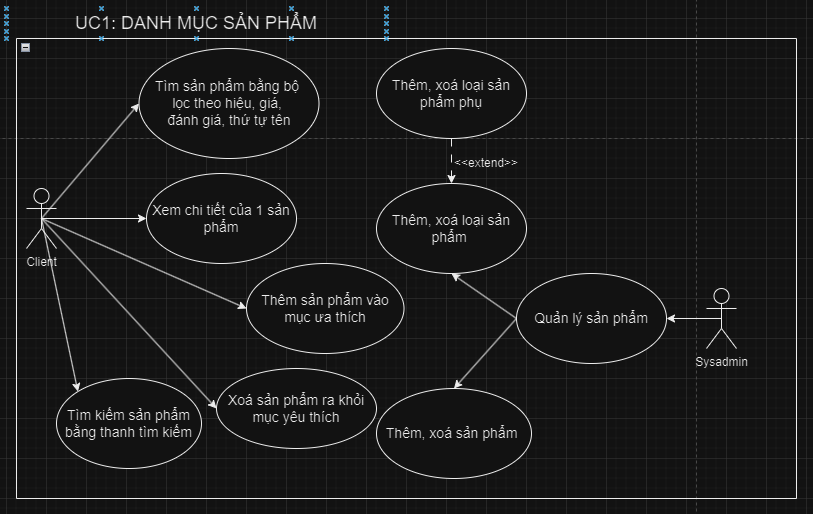 UC1: DANH MỤC SẢN PHẨM
Tìm sản phẩm bằng bộ
lọc theo hiệu, giá,
đánh giá, thứ tự tên
Thêm, xoá loại sản
phẩm phụ
<<extend>>
Xem chi tiết của 1 sản
phẩm
Thêm, xoá loại sản
phẩm
Client
Thêm sản phẩm vào
mục ưa thích
Quản lý sản phẩm
Sysadmin
Xoá sản phẩm ra khỏi
mục yêu thích
Tìm kiếm sản phẩm
bằng thanh tìm kiếm
Thêm, xoá sản phẩm